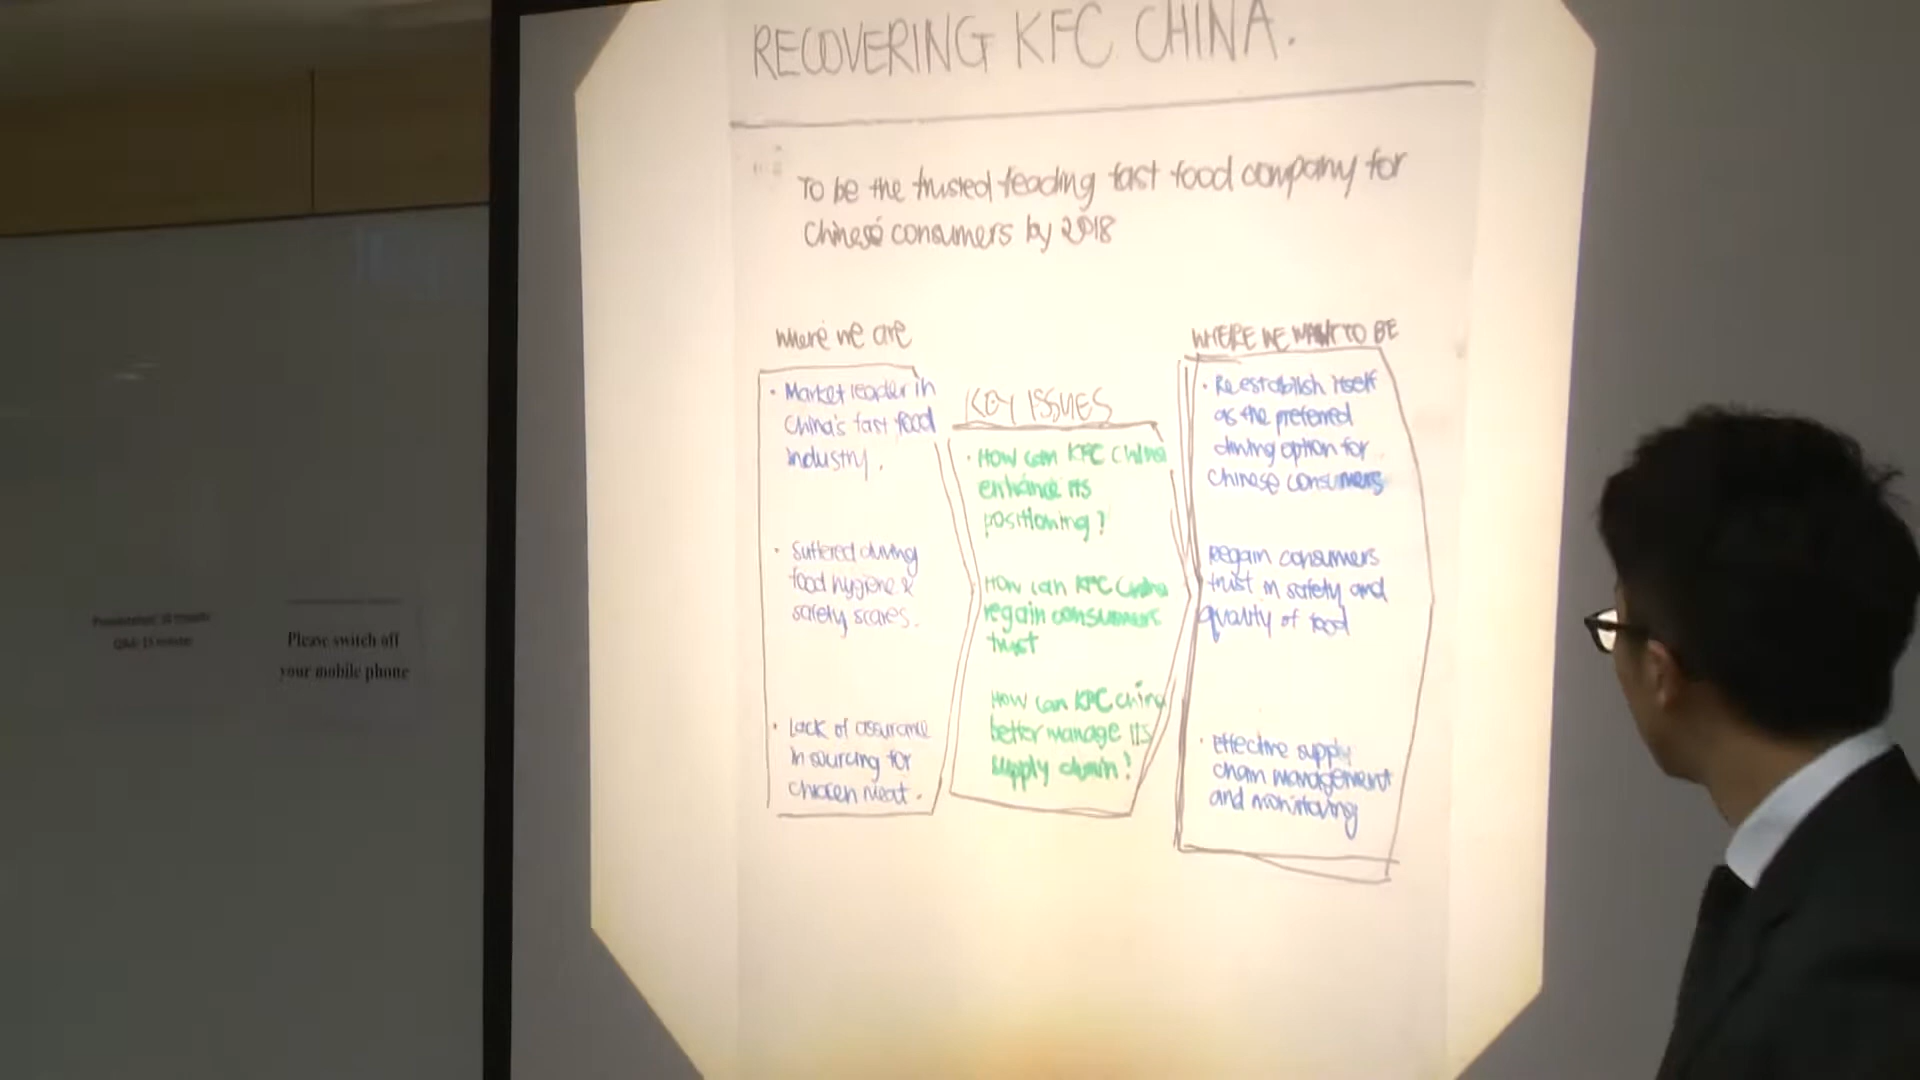 RECOVERING KFC CHINA.
To be the trusted leading fast food company for
Chinese consumers by 2018
Where we are
• Market leader in
China's fast food
industry.
• Suffered during
food hygiene &
safety scares.
• Lack of assurance
in sourcing for
chicken meat.
KEY ISSUES
• How can KFC China
enhance its
positioning?
How can KFC China
regain consumers
trust
How can KFC China
better manage its
supply chain?
WHERE WE WANT TO BE
• Re establish itself
as the preferred
dining option for
Chinese consumers
Regain consumers
trust in safety and
quality of food
• Effective supply
chain management
and monitoring
Q&A: 15 minutes
Please switch off
your mobile phone